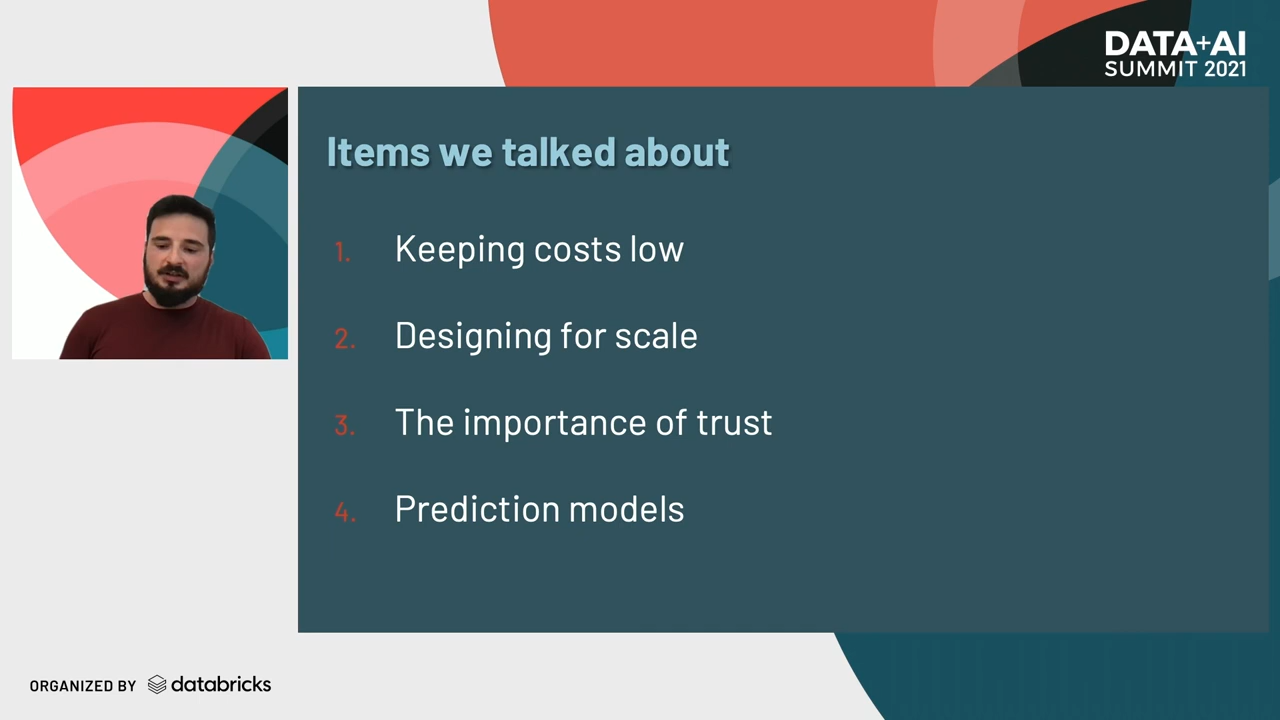 DATA+AI
SUMMIT 2021
Items we talked about
1. Keeping costs low
2. Designing for scale
3. The importance of trust
4. Prediction models
ORGANIZED BY databricks